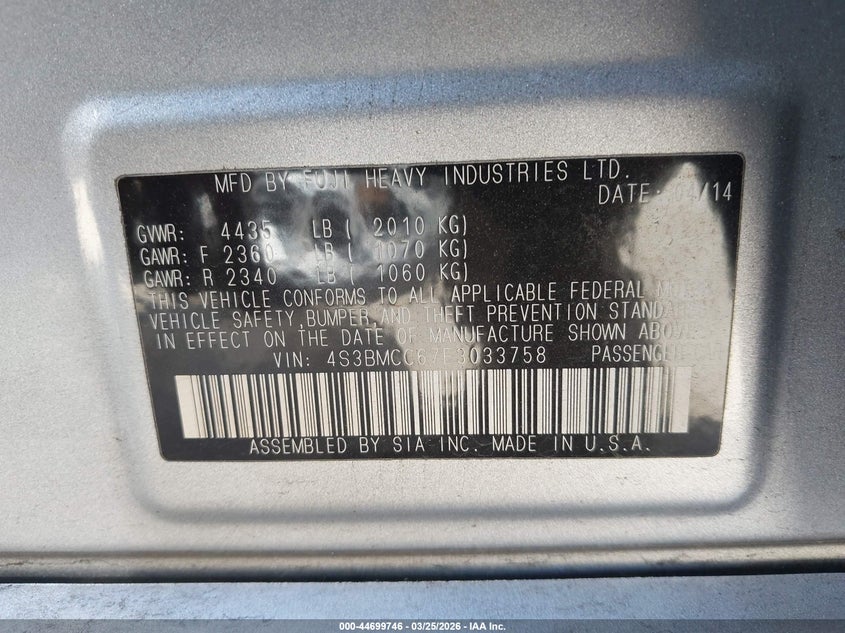 MFD BY FUJI HEAVY INDUSTRIES LTD.
DATE: /14
GVWR: 4435 LB ( 2010 KG)
GAWR: F 2360 LB ( 1070 KG)
GAWR: R 2340 LB ( 1060 KG)
THIS VEHICLE CONFORMS TO ALL APPLICABLE FEDERAL
VEHICLE SAFETY, BUMPER, AND THEFT PREVENTION
IN EFFECT ON THE DATE OF MANUFACTURE SHOWN
VIN: 4S3BMCC67E3033758 PASSENGER
ASSEMBLED BY SIA INC. MADE IN U.S.A.
000-44699746 — 03/25/2026 — IAA Inc.